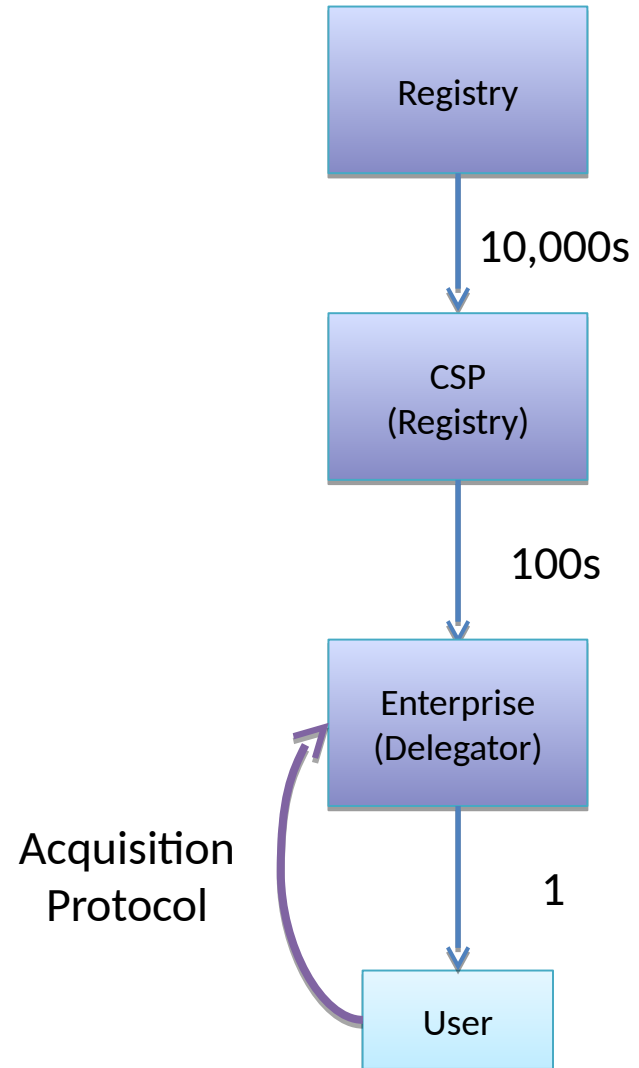 Registry
10,000s
CSP
(Registry)
100s
Enterprise
(Delegator)
Acquisition
Protocol
1
User